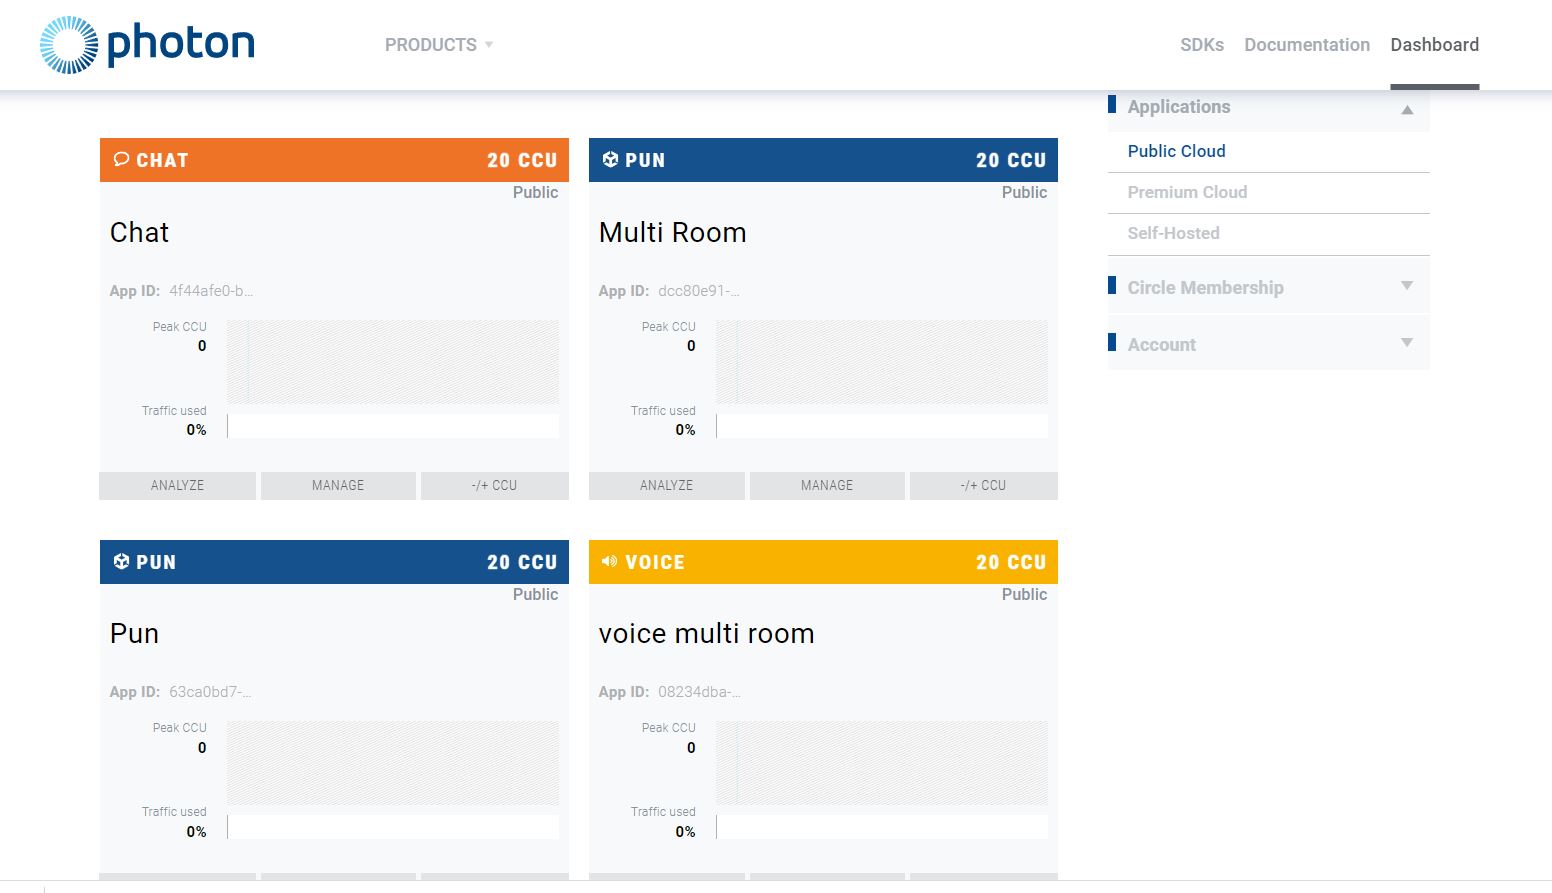 photon
PRODUCTS
SDKs Documentation Dashboard
Applications
Public Cloud
Premium Cloud
Self-Hosted
Circle Membership
Account
CHAT 20 CCU
Public
Chat
App ID: 4f44afe0-b...
Peak CCU
0
Traffic used
0%
ANALYZE MANAGE -/+ CCU
PUN 20 CCU
Public
Multi Room
App ID: dcc80e91-...
Peak CCU
0
Traffic used
0%
ANALYZE MANAGE -/+ CCU
PUN 20 CCU
Public
Pun
App ID: 63ca0bd7-...
Peak CCU
0
Traffic used
0%
VOICE 20 CCU
Public
voice multi room
App ID: 08234dba-...
Peak CCU
0
Traffic used
0%